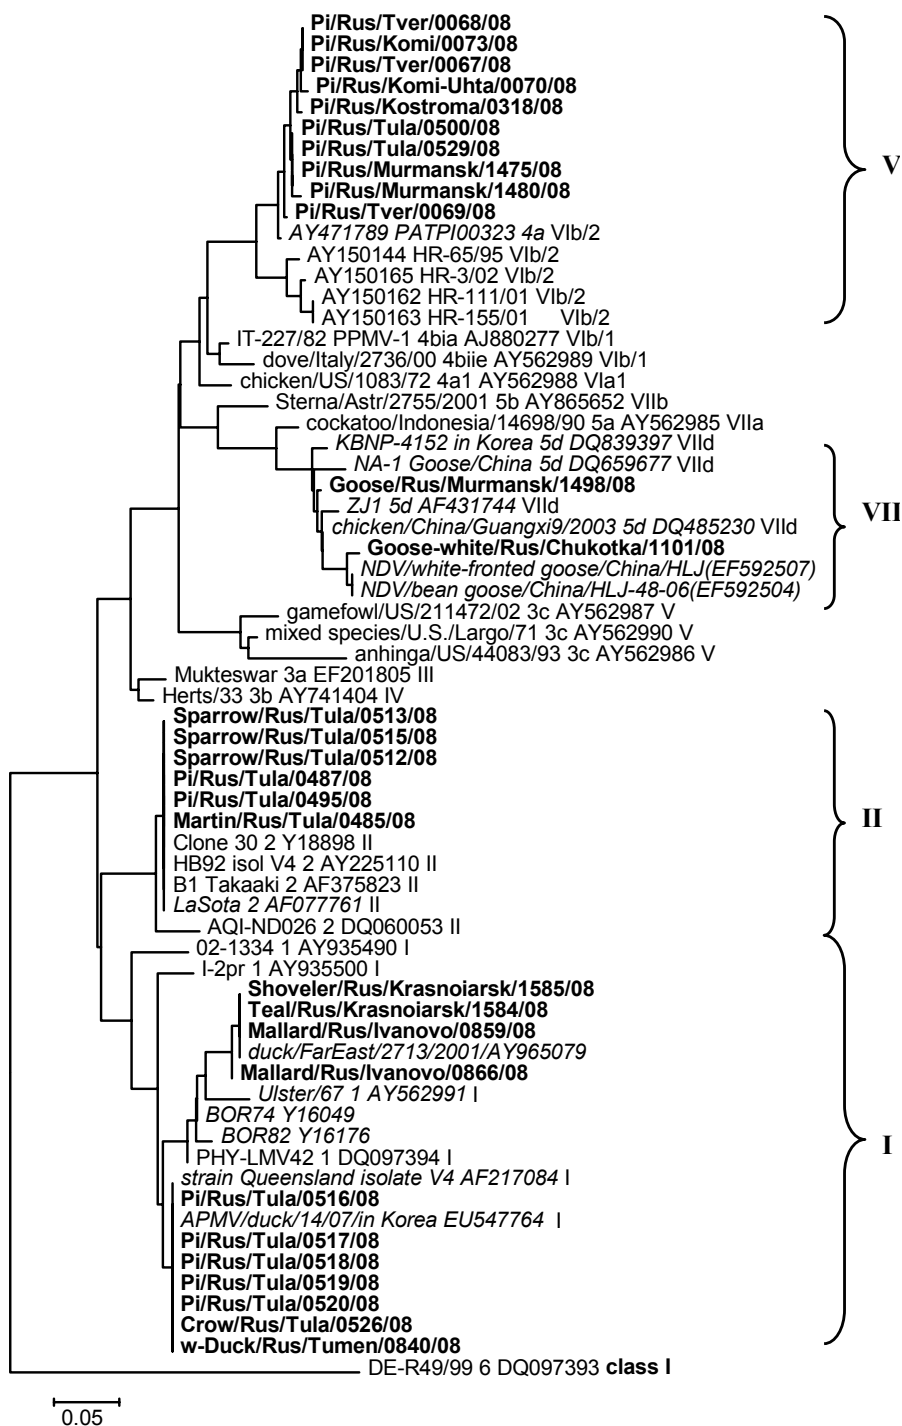 Pi/Rus/Tver/0068/08
Pi/Rus/Komi/0073/08
Pi/Rus/Tver/0067/08
Pi/Rus/Komi-Uhta/0070/08
Pi/Rus/Kostroma/0318/08
Pi/Rus/Tula/0500/08
Pi/Rus/Tula/0529/08
Pi/Rus/Murmansk/1475/08
V
Pi/Rus/Murmansk/1480/08
Pi/Rus/Tver/0069/08
AY471789 PATPI00323 4a VIb/2
AY150144 HR-65/95 VIb/2
AY150165 HR-3/02 VIb/2
AY150162 HR-111/01 VIb/2
AY150163 HR-155/01 VIb/2
IT-227/82 PPMV-1 4bia AJ880277 VIb/1
dove/Italy/2736/00 4biie AY562989 VIb/1
chicken/US/1083/72 4a1 AY562988 VIa1
Sterna/Astr/2755/2001 5b AY865652 VIIb
cockatoo/Indonesia/14698/90 5a AY562985 VIIa
KBNP-4152 in Korea 5d DQ839397 VIId
NA-1 Goose/China 5d DQ659677 VIId
Goose/Rus/Murmansk/1498/08
ZJ1 5d AF431744 VIId
VII
chicken/China/Guangxi9/2003 5d DQ485230 VIId
Goose-white/Rus/Chukotka/1101/08
NDV/white-fronted goose/China/HLJ(EF592507)
NDV/bean goose/China/HLJ-48-06(EF592504)
gamefowl/US/211472/02 3c AY562987 V
mixed species/U.S./Largo/71 3c AY562990 V
anhinga/US/44083/93 3c AY562986 V
Mukteswar 3a EF201805 III
Herts/33 3b AY741404 IV
Sparrow/Rus/Tula/0513/08
Sparrow/Rus/Tula/0515/08
Sparrow/Rus/Tula/0512/08
Pi/Rus/Tula/0487/08
Pi/Rus/Tula/0495/08
Martin/Rus/Tula/0485/08
II
Clone 30 2 Y18898 II
HB92 isol V4 2 AY225110 II
B1 Takaaki 2 AF375823 II
LaSota 2 AF077761 II
AQI-ND026 2 DQ060053 II
02-1334 1 AY935490 I
I-2pr 1 AY935500 I
Shoveler/Rus/Krasnoiarsk/1585/08
Teal/Rus/Krasnoiarsk/1584/08
Mallard/Rus/Ivanovo/0859/08
duck/FarEast/2713/2001/AY965079
Mallard/Rus/Ivanovo/0866/08
Ulster/67 1 AY562991 I
BOR74 Y16049
BOR82 Y16176
I
PHY-LMV42 1 DQ097394 I
strain Queensland isolate V4 AF217084 I
Pi/Rus/Tula/0516/08
APMV/duck/14/07/in Korea EU547764 I
Pi/Rus/Tula/0517/08
Pi/Rus/Tula/0518/08
Pi/Rus/Tula/0519/08
Pi/Rus/Tula/0520/08
Crow/Rus/Tula/0526/08
w-Duck/Rus/Tumen/0840/08
DE-R49/99 6 DQ097393 class I
0.05